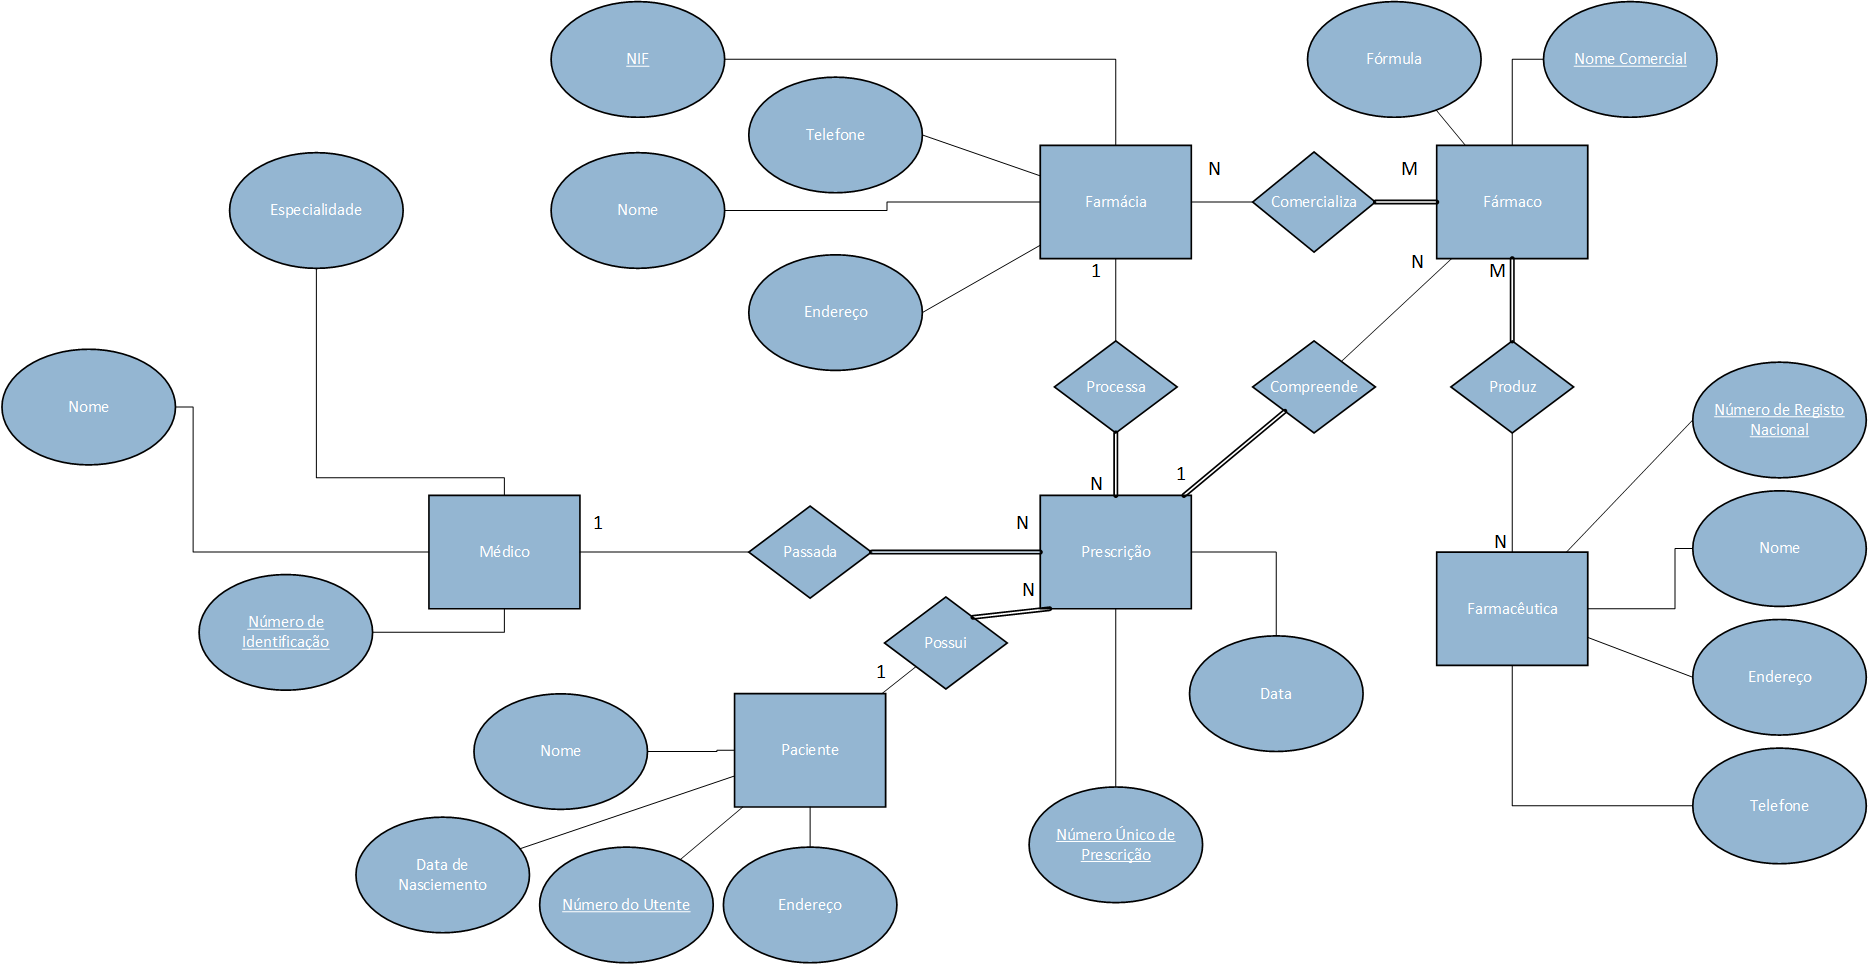 NIF
Fórmula
Nome Comercial
Telefone
N
M
Especialidade
Nome
Farmácia
Comercializa
Fármaco
1
N
M
Endereço
Processa
Compreende
Produz
Nome
Número de Registo
Nacional
1
N
1
N
N
Nome
Médico
Passada
Prescrição
N
Farmacêutica
Número de
Identificação
Possui
1
Endereço
Data
Nome
Paciente
Telefone
Número Único de
Prescrição
Data de
Nasciemento
Número do Utente
Endereço